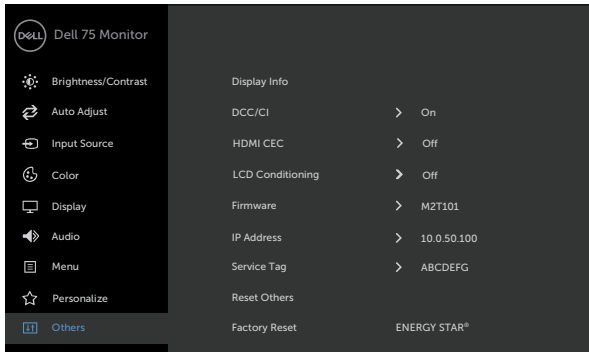 DELL Dell 75 Monitor
Brightness/Contrast Display Info
Auto Adjust DCC/CI On
Input Source HDMI CEC Off
Color LCD Conditioning Off
Display Firmware M2T101
Audio IP Address 10.0.50.100
Menu Service Tag ABCDEFG
Personalize Reset Others
Others Factory Reset ENERGY STAR®